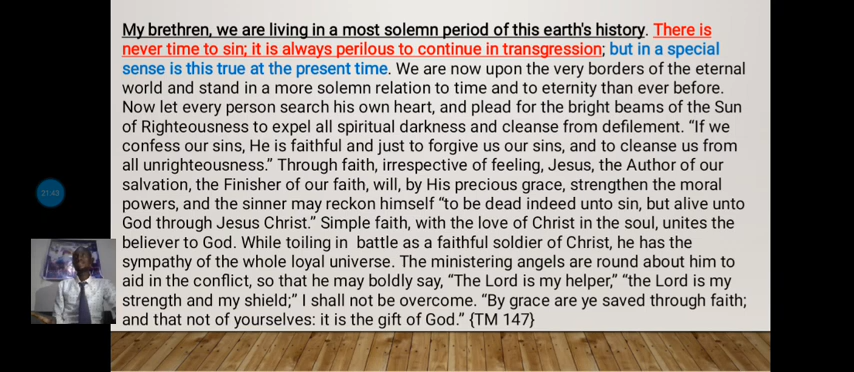 My brethren, we are living in a most solemn period of this earth's history. There is
never time to sin; it is always perilous to continue in transgression; but in a special
sense is this true at the present time. We are now upon the very borders of the eternal
world and stand in a more solemn relation to time and to eternity than ever before.
Now let every person search his own heart, and plead for the bright beams of the Sun
of Righteousness to expel all spiritual darkness and cleanse from defilement. “If we
confess our sins, He is faithful and just to forgive us our sins, and to cleanse us from
all unrighteousness.” Through faith, irrespective of feeling, Jesus, the Author of our
salvation, the Finisher of our faith, will, by His precious grace, strengthen the moral
powers, and the sinner may reckon himself “to be dead indeed unto sin, but alive unto
God through Jesus Christ.” Simple faith, with the love of Christ in the soul, unites the
believer to God. While toiling in battle as a faithful soldier of Christ, he has the
sympathy of the whole loyal universe. The ministering angels are round about him to
aid in the conflict, so that he may boldly say, “The Lord is my helper,” “the Lord is my
strength and my shield;” I shall not be overcome. “By grace are ye saved through faith;
and that not of yourselves: it is the gift of God.” {TM 147}
21:43